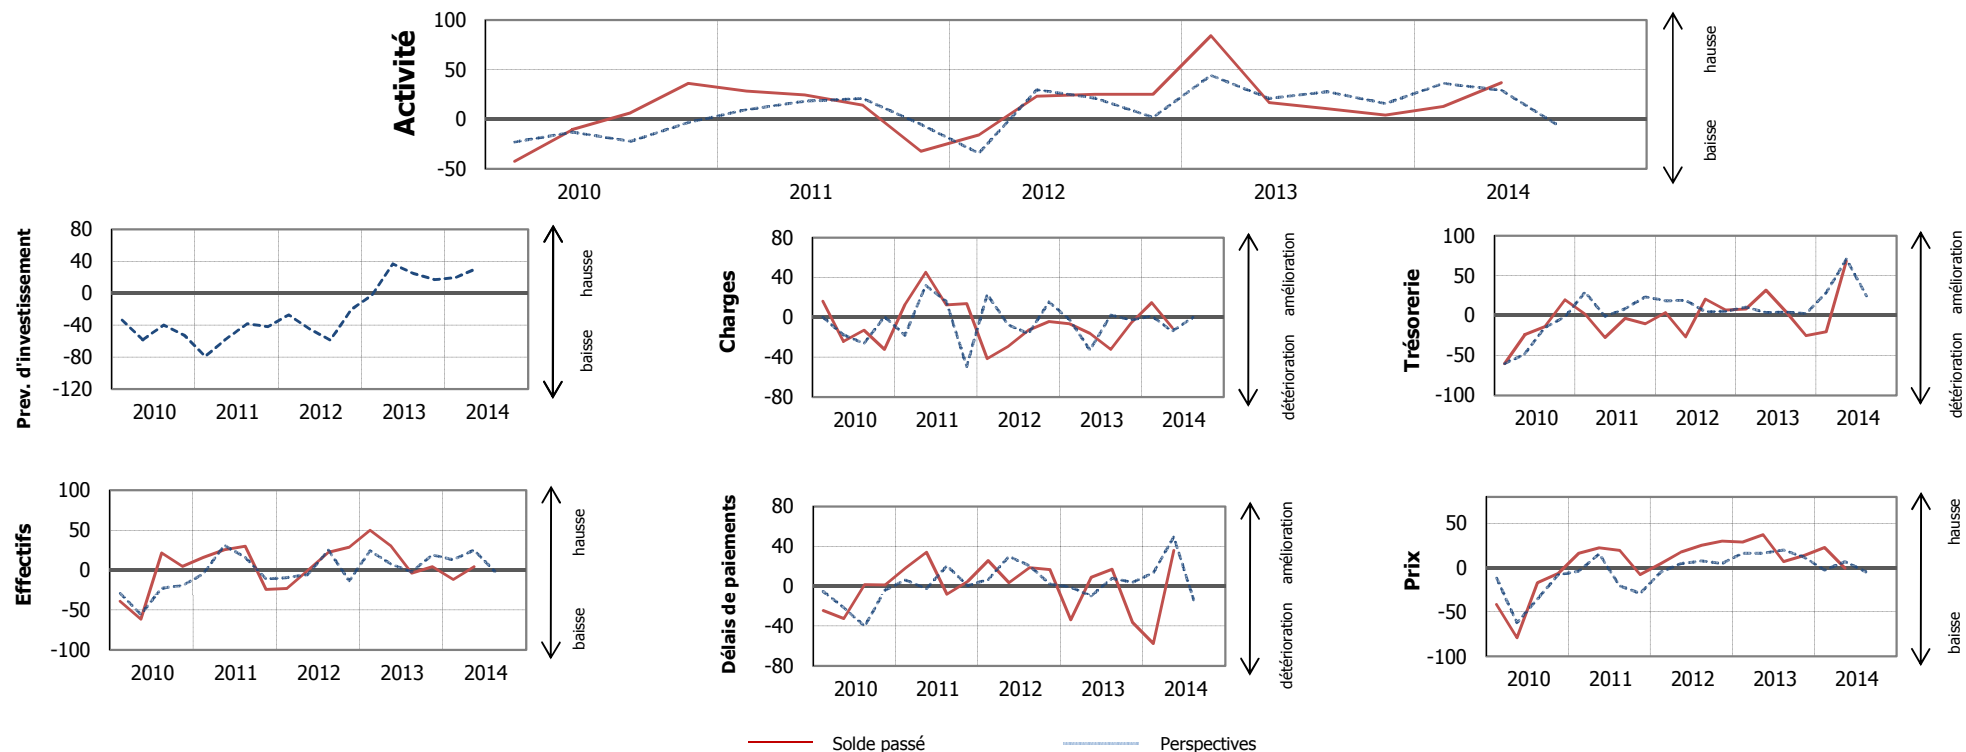 Activité
100
50
0
-50
2010 2011 2012 2013 2014
hausse
baisse
Prev. d'investissement
80
40
0
-40
-80
-120
2010 2011 2012 2013 2014
hausse
baisse
Charges
80
40
0
-40
-80
2010 2011 2012 2013 2014
amélioration
détérioration
Trésorerie
100
50
0
-50
-100
2010 2011 2012 2013 2014
amélioration
détérioration
Effectifs
100
50
0
-50
-100
2010 2011 2012 2013 2014
hausse
baisse
Délais de paiements
80
40
0
-40
-80
2010 2011 2012 2013 2014
amélioration
détérioration
Prix
50
0
-50
-100
2010 2011 2012 2013 2014
hausse
baisse
Solde passé Perspectives